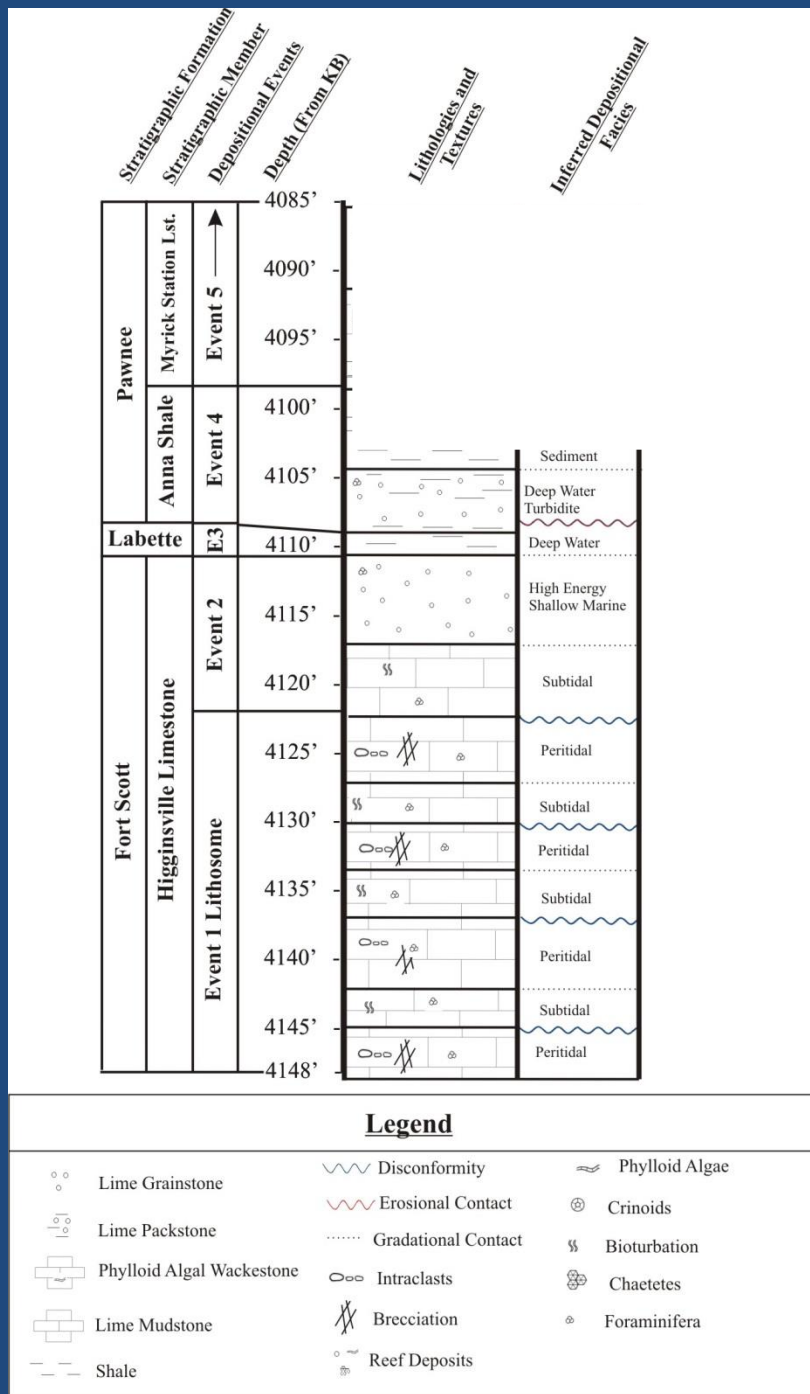 Stratigraphic Formation
Stratigraphic Member
Depositional Events
Depth (From KB)
Lithologies and
Textures
Inferred Depositional
Facies
Pawnee
Labette
Fort Scott
Myrick Station Lst.
Anna Shale
Higginsville Limestone
Event 5
Event 4
E3
Event 2
Event 1 Lithosome
4085’
4090’
4095’
4100’
4105’
4110’
4115’
4120’
4125’
4130’
4135’
4140’
4145’
4148’
Sediment
Deep Water
Turbidite
Deep Water
High Energy
Shallow Marine
Subtidal
Peritidal
Subtidal
Peritidal
Subtidal
Peritidal
Subtidal
Peritidal
Legend
Lime Grainstone
Lime Packstone
Phylloid Algal Wackestone
Lime Mudstone
Shale
Disconformity
Erosional Contact
Gradational Contact
Intraclasts
Brecciation
Reef Deposits
Phylloid Algae
Crinoids
Bioturbation
Chaetetes
Foraminifera